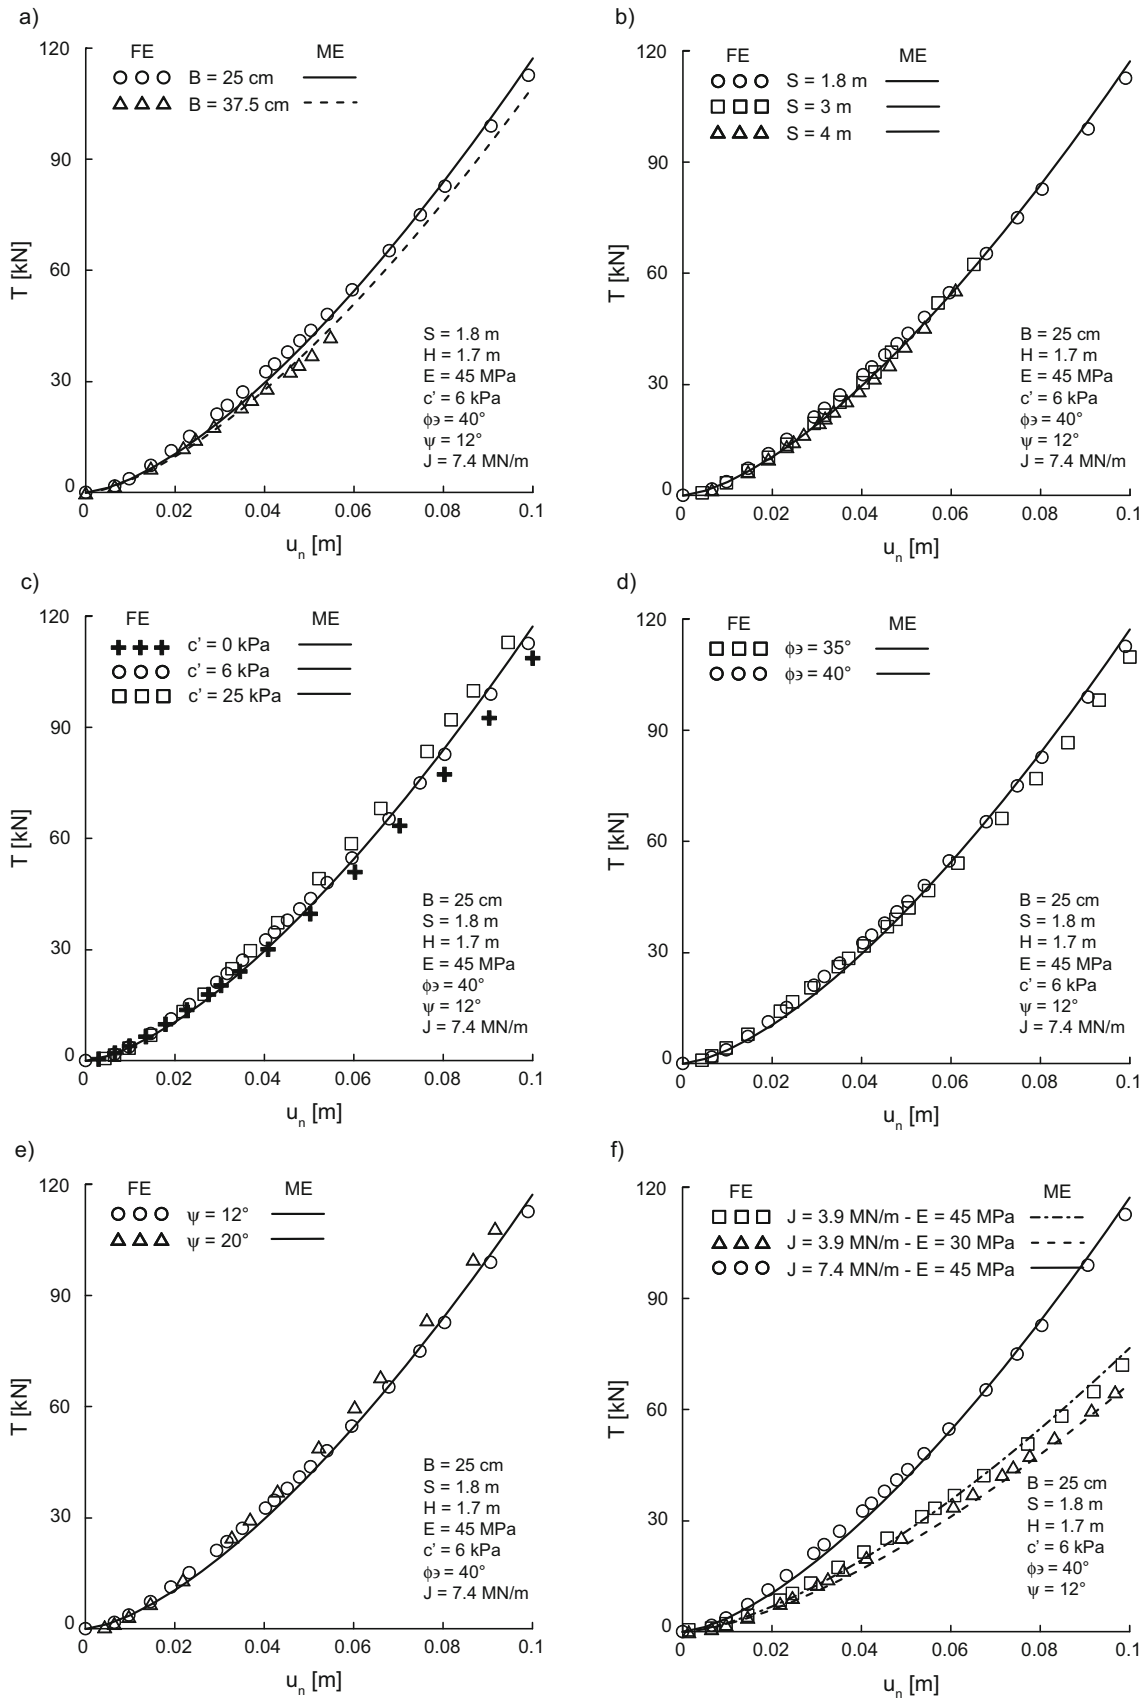 a)
FE ME
B = 25 cm
B = 37.5 cm
120
90
60
30
0
T [kN]
S = 1.8 m
H = 1.7 m
E = 45 MPa
c' = 6 kPa
ϕ϶ = 40°
ψ = 12°
J = 7.4 MN/m
0 0.02 0.04 0.06 0.08 0.1
u_n [m]
b)
FE ME
S = 1.8 m
S = 3 m
S = 4 m
120
90
60
30
0
T [kN]
B = 25 cm
H = 1.7 m
E = 45 MPa
c' = 6 kPa
ϕ϶ = 40°
ψ = 12°
J = 7.4 MN/m
0 0.02 0.04 0.06 0.08 0.1
u_n [m]
c)
FE ME
c' = 0 kPa
c' = 6 kPa
c' = 25 kPa
120
90
60
30
0
T [kN]
B = 25 cm
S = 1.8 m
H = 1.7 m
E = 45 MPa
ϕ϶ = 40°
ψ = 12°
J = 7.4 MN/m
0 0.02 0.04 0.06 0.08 0.1
u_n [m]
d)
FE ME
ϕ϶ = 35°
ϕ϶ = 40°
120
90
60
30
0
T [kN]
B = 25 cm
S = 1.8 m
H = 1.7 m
E = 45 MPa
c' = 6 kPa
ψ = 12°
J = 7.4 MN/m
0 0.02 0.04 0.06 0.08 0.1
u_n [m]
e)
FE ME
ψ = 12°
ψ = 20°
120
90
60
30
0
T [kN]
B = 25 cm
S = 1.8 m
H = 1.7 m
E = 45 MPa
c' = 6 kPa
ϕ϶ = 40°
J = 7.4 MN/m
0 0.02 0.04 0.06 0.08 0.1
u_n [m]
f)
FE ME
J = 3.9 MN/m - E = 45 MPa
J = 3.9 MN/m - E = 30 MPa
J = 7.4 MN/m - E = 45 MPa
120
90
60
30
0
T [kN]
B = 25 cm
S = 1.8 m
H = 1.7 m
c' = 6 kPa
ϕ϶ = 40°
ψ = 12°
0 0.02 0.04 0.06 0.08 0.1
u_n [m]